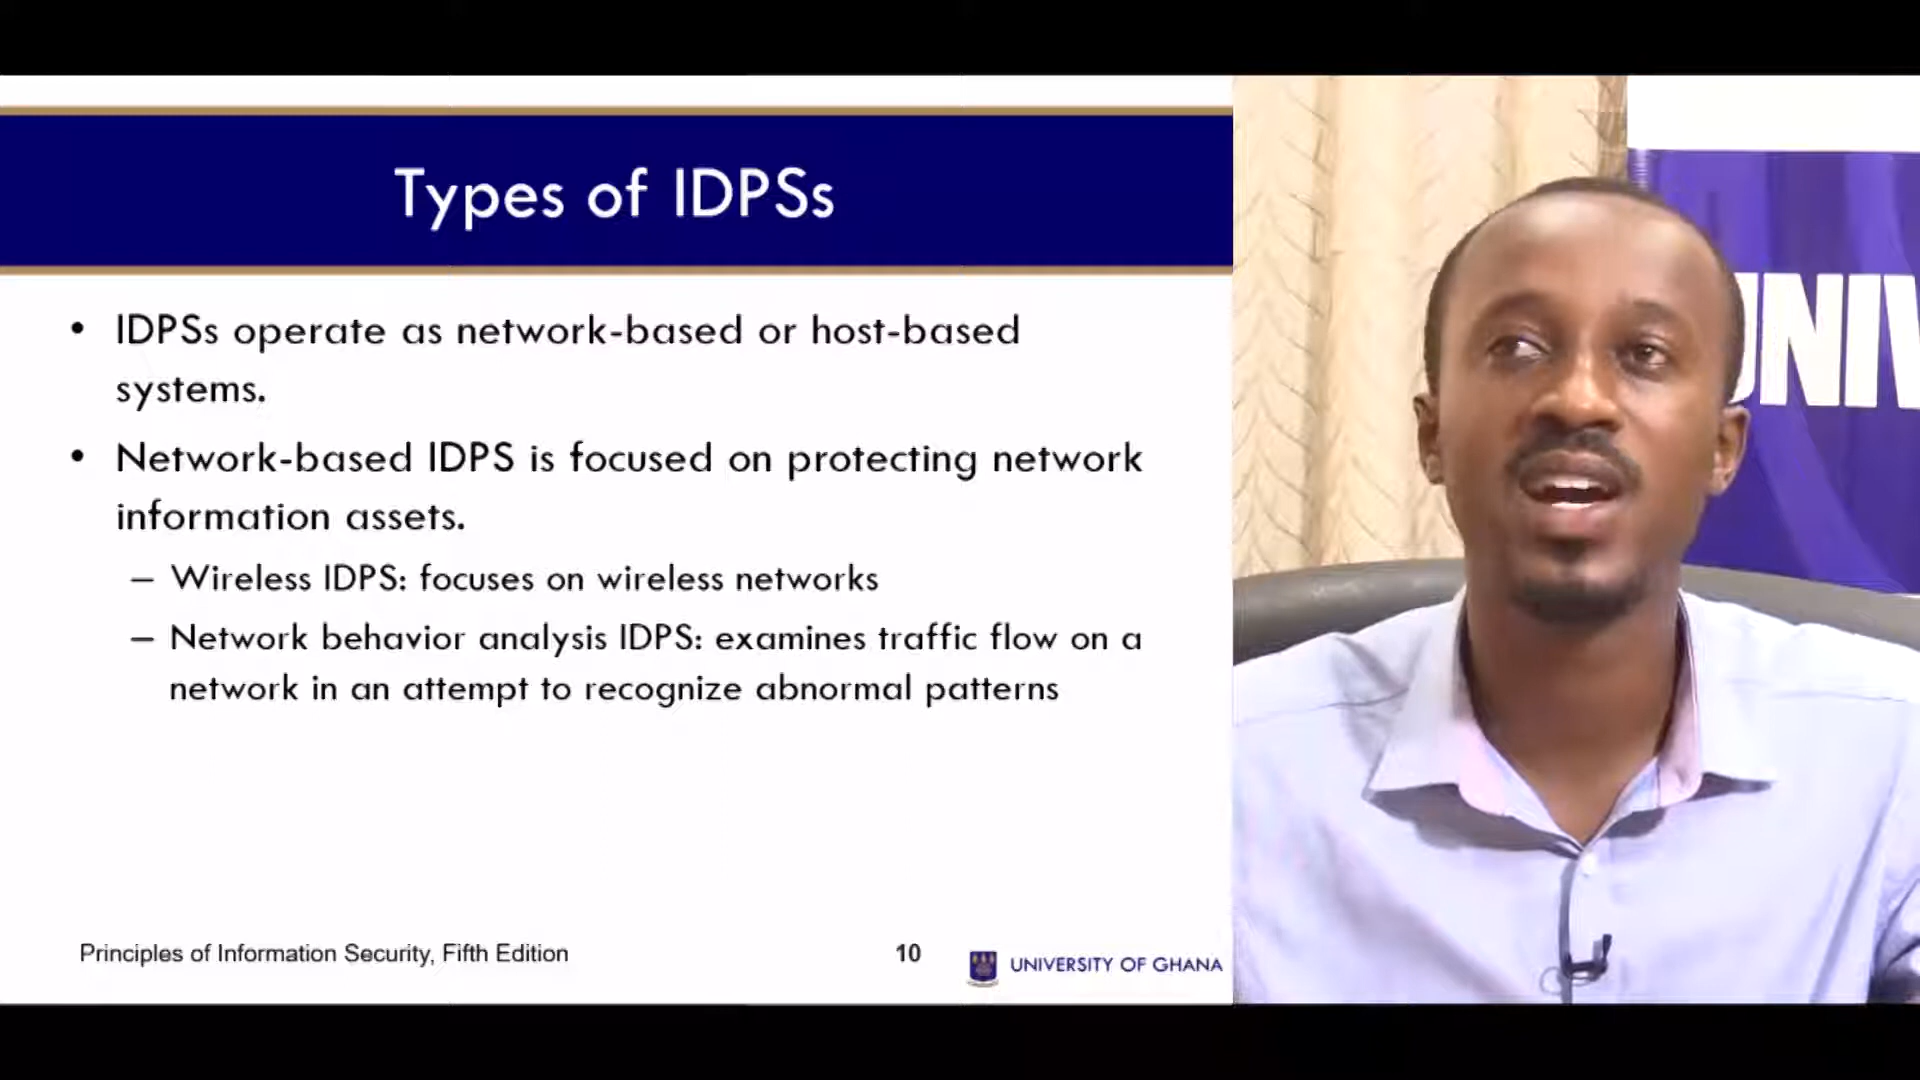 Types of IDPSs
• IDPSs operate as network-based or host-based
systems.
• Network-based IDPS is focused on protecting network
information assets.
– Wireless IDPS: focuses on wireless networks
– Network behavior analysis IDPS: examines traffic flow on a
network in an attempt to recognize abnormal patterns
Principles of Information Security, Fifth Edition
10
UNIVERSITY OF GHANA
UNIV